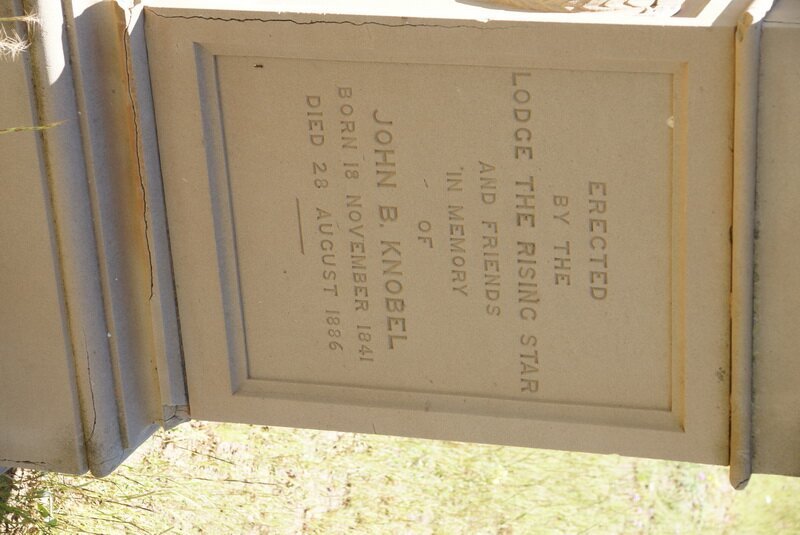 ERECTED
BY THE
LODGE THE RISING STAR
AND FRIENDS
IN MEMORY
OF
JOHN B. KNOBEL
BORN 18 NOVEMBER 1841
DIED 28 AUGUST 1886